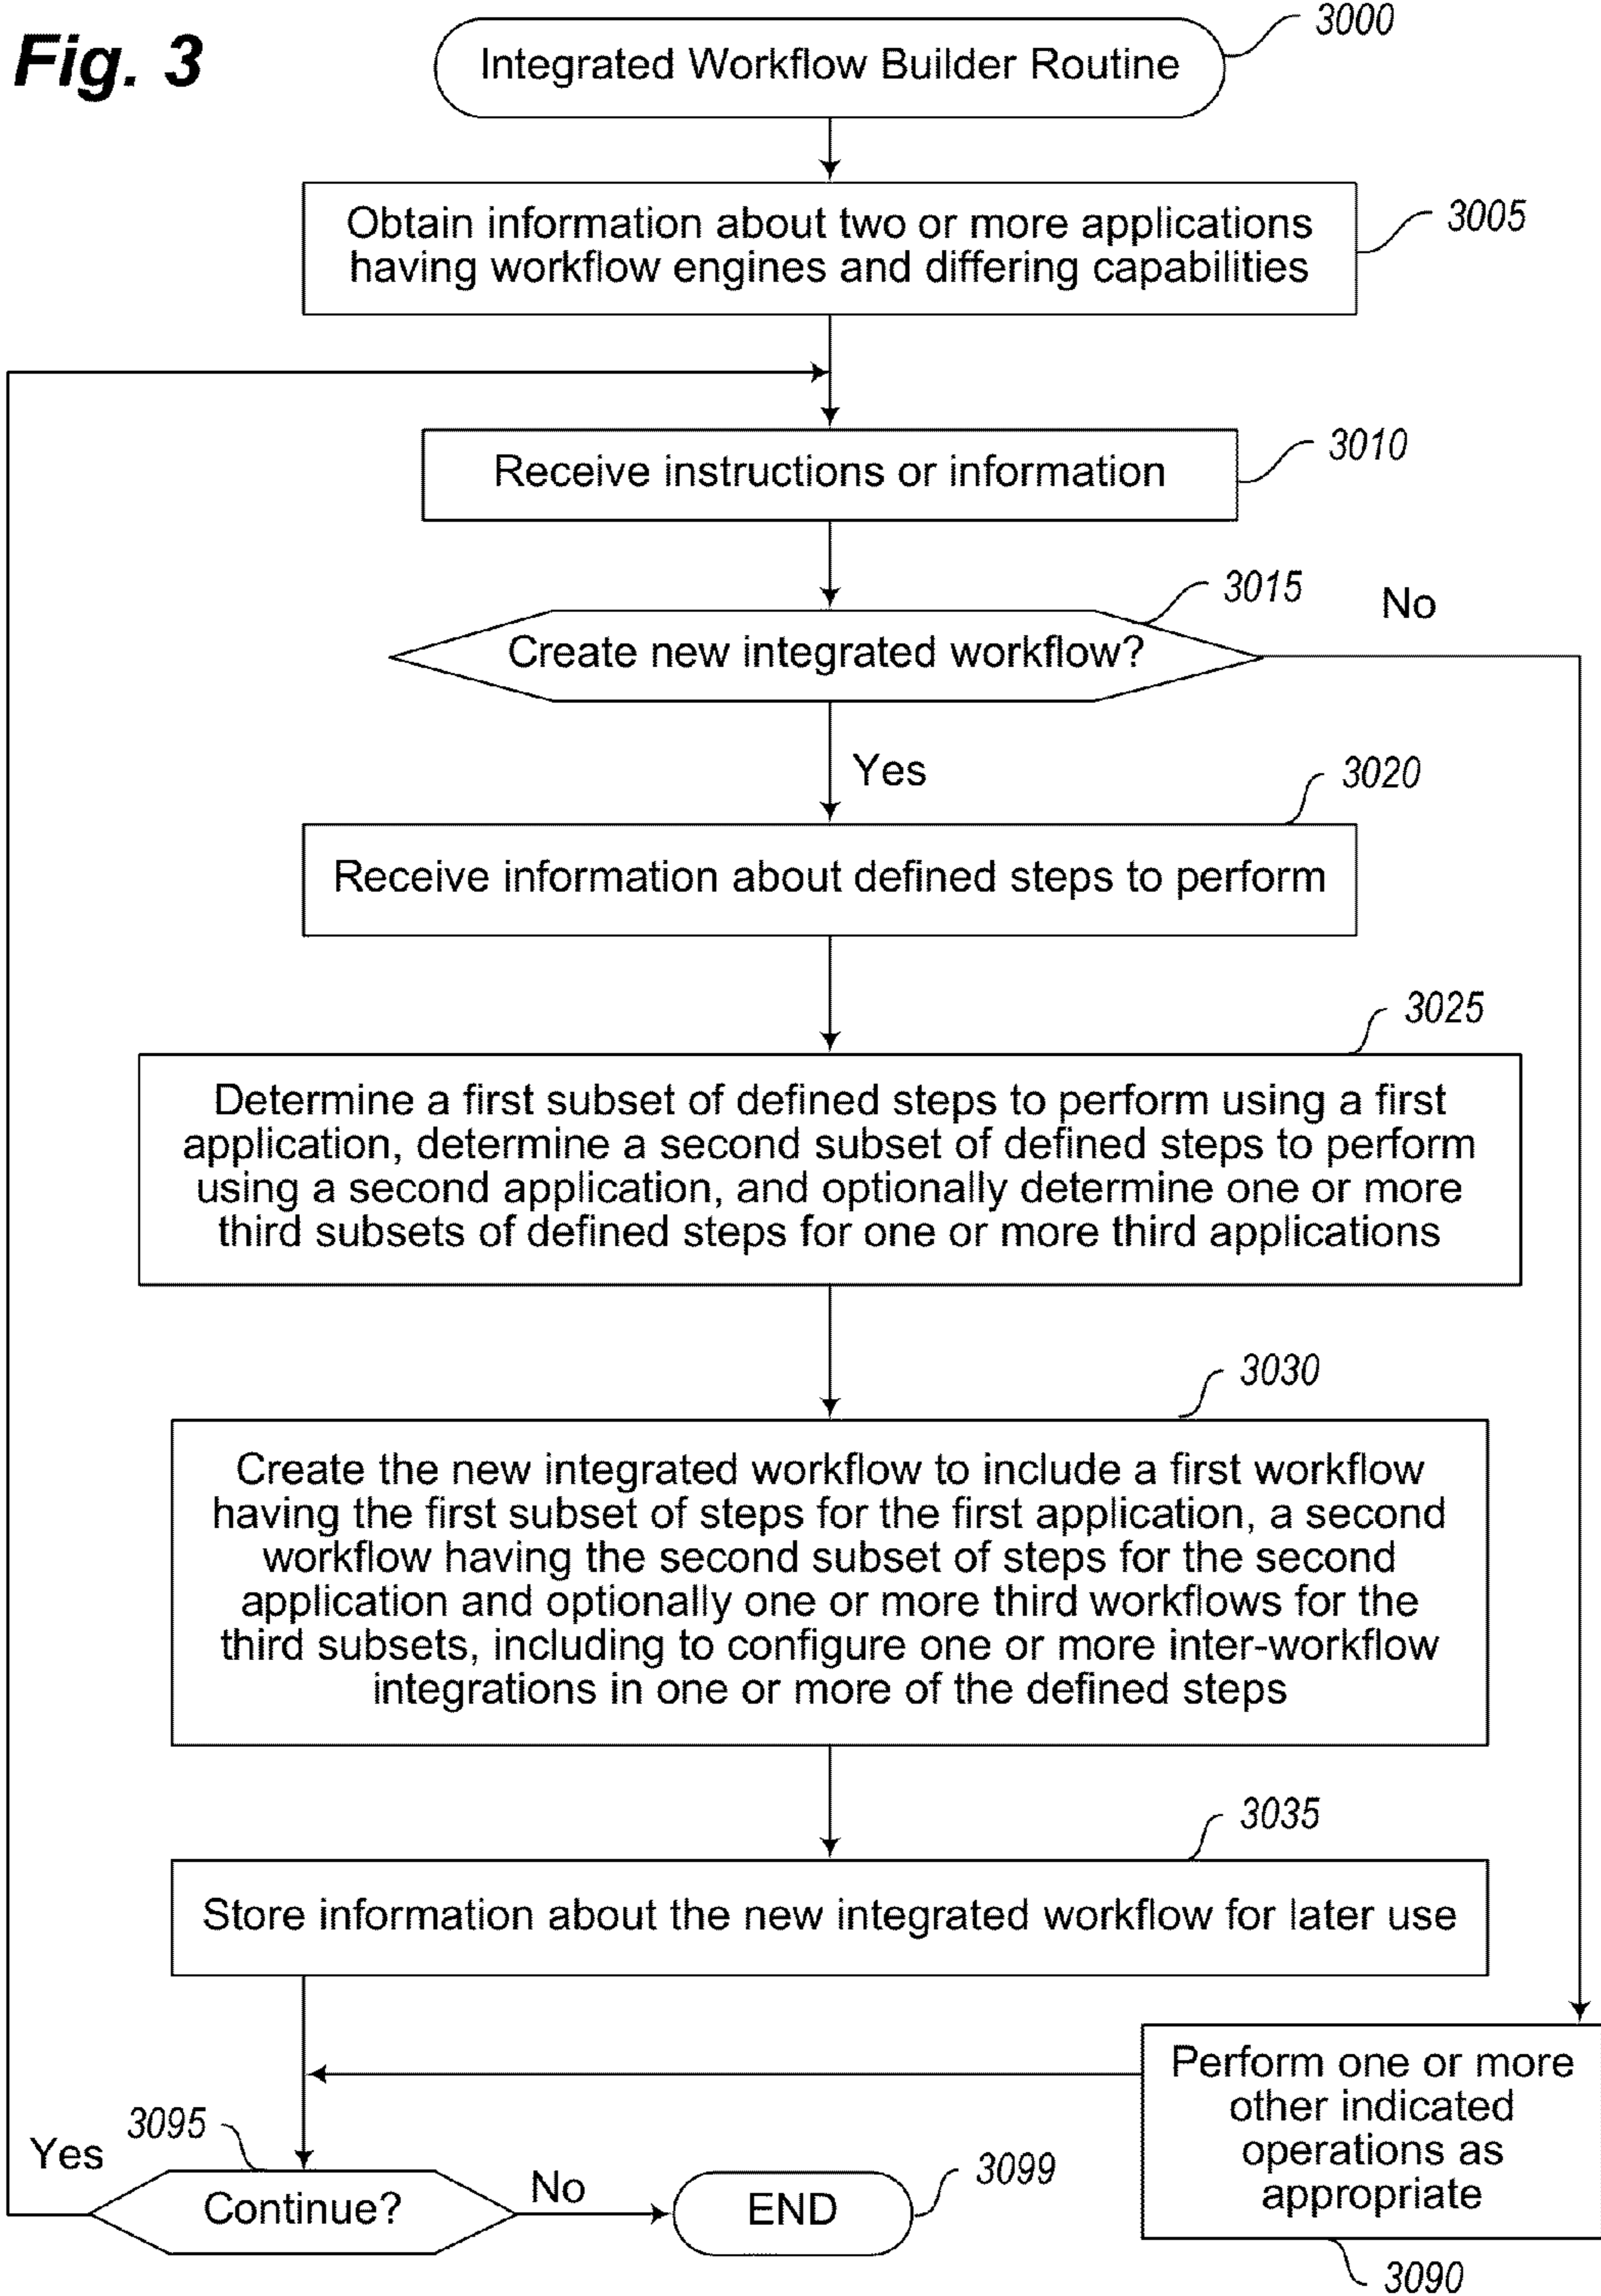 Fig. 3
3000
Integrated Workflow Builder Routine
3005
Obtain information about two or more applications
having workflow engines and differing capabilities
3010
Receive instructions or information
3015
No
Create new integrated workflow?
Yes
3020
Receive information about defined steps to perform
3025
Determine a first subset of defined steps to perform using a first
application, determine a second subset of defined steps to perform
using a second application, and optionally determine one or more
third subsets of defined steps for one or more third applications
3030
Create the new integrated workflow to include a first workflow
having the first subset of steps for the first application, a second
workflow having the second subset of steps for the second
application and optionally one or more third workflows for the
third subsets, including to configure one or more inter-workflow
integrations in one or more of the defined steps
3035
Store information about the new integrated workflow for later use
Perform one or more
other indicated
operations as
appropriate
3090
3095
Yes
Continue?
No
END
3099